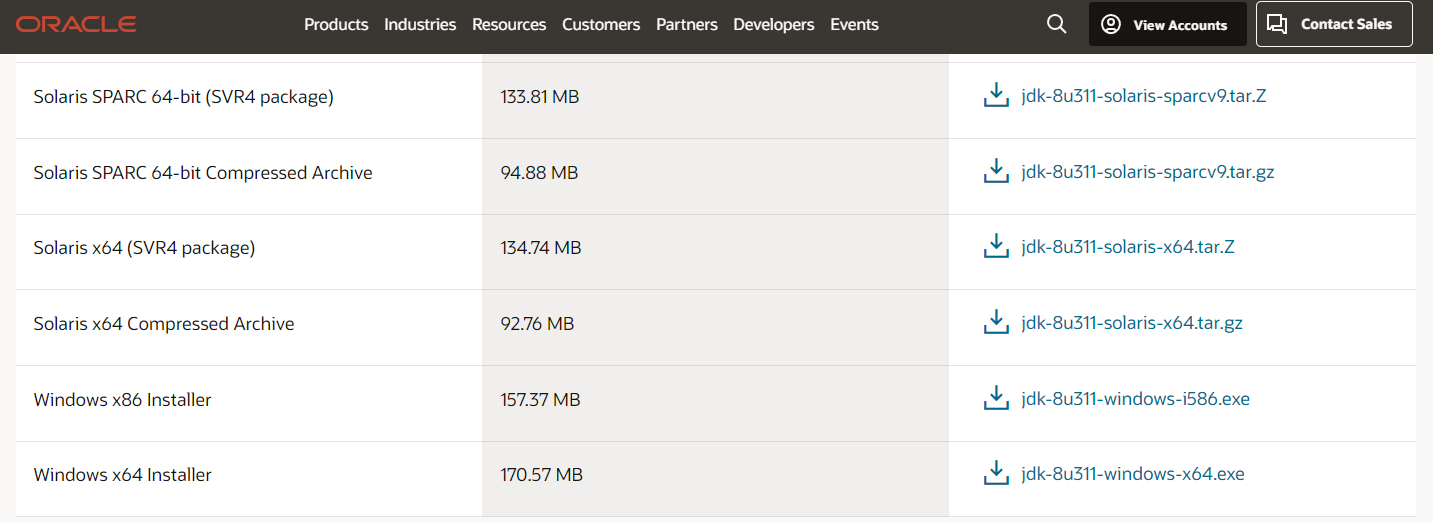 ORACLE Products Industries Resources Customers Partners Developers Events View Accounts Contact Sales
Solaris SPARC 64-bit (SVR4 package) 133.81 MB jdk-8u311-solaris-sparcv9.tar.Z
Solaris SPARC 64-bit Compressed Archive 94.88 MB jdk-8u311-solaris-sparcv9.tar.gz
Solaris x64 (SVR4 package) 134.74 MB jdk-8u311-solaris-x64.tar.Z
Solaris x64 Compressed Archive 92.76 MB jdk-8u311-solaris-x64.tar.gz
Windows x86 Installer 157.37 MB jdk-8u311-windows-i586.exe
Windows x64 Installer 170.57 MB jdk-8u311-windows-x64.exe